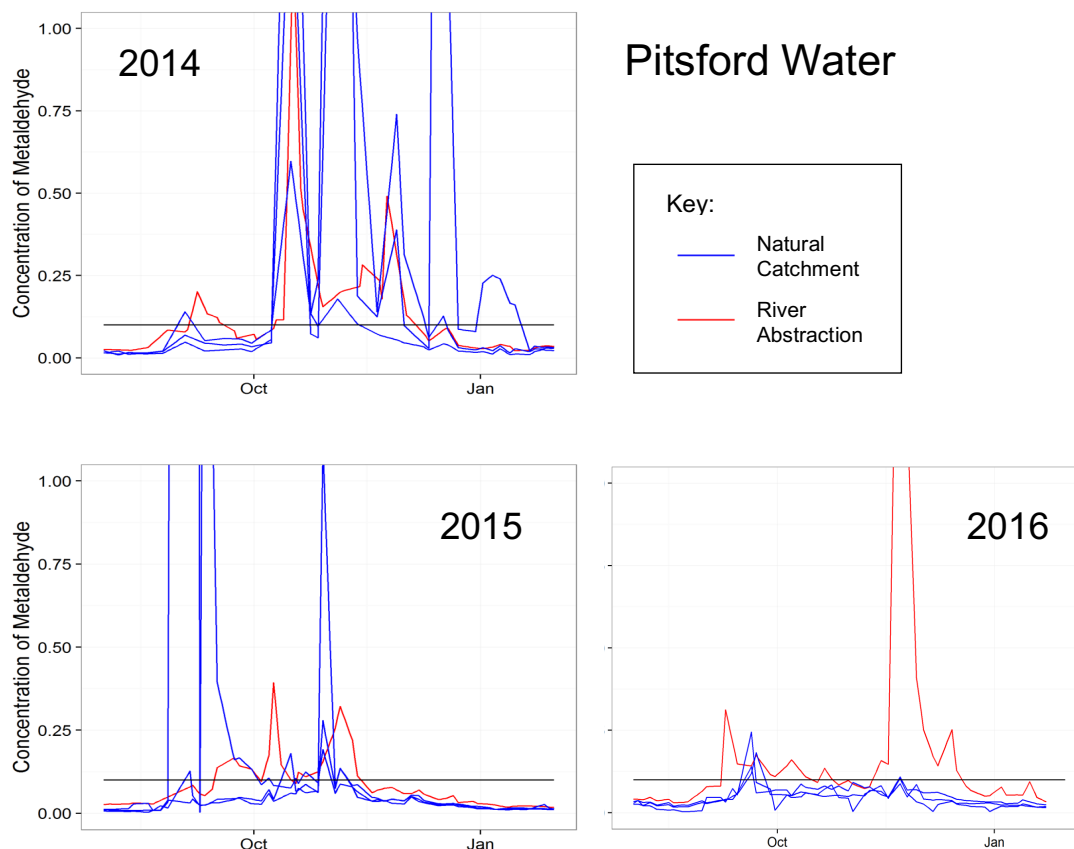 2014
Pitsford Water
Concentration of Metaldehyde
1.00
0.75
0.50
0.25
0.00
Oct
Jan
Key:
Natural
Catchment
River
Abstraction
2015
Concentration of Metaldehyde
1.00
0.75
0.50
0.25
0.00
Oct
Jan
2016
Oct
Jan